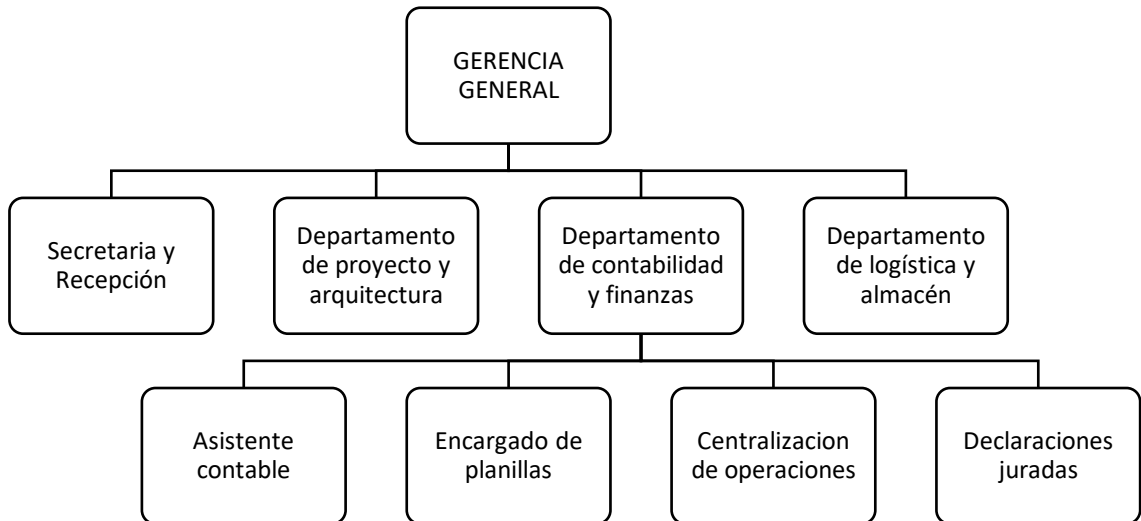 GERENCIA
GENERAL
Secretaria y
Recepción
Departamento
de proyecto y
arquitectura
Departamento
de contabilidad
y finanzas
Departamento
de logística y
almacén
Asistente
contable
Encargado de
planillas
Centralizacion
de operaciones
Declaraciones
juradas